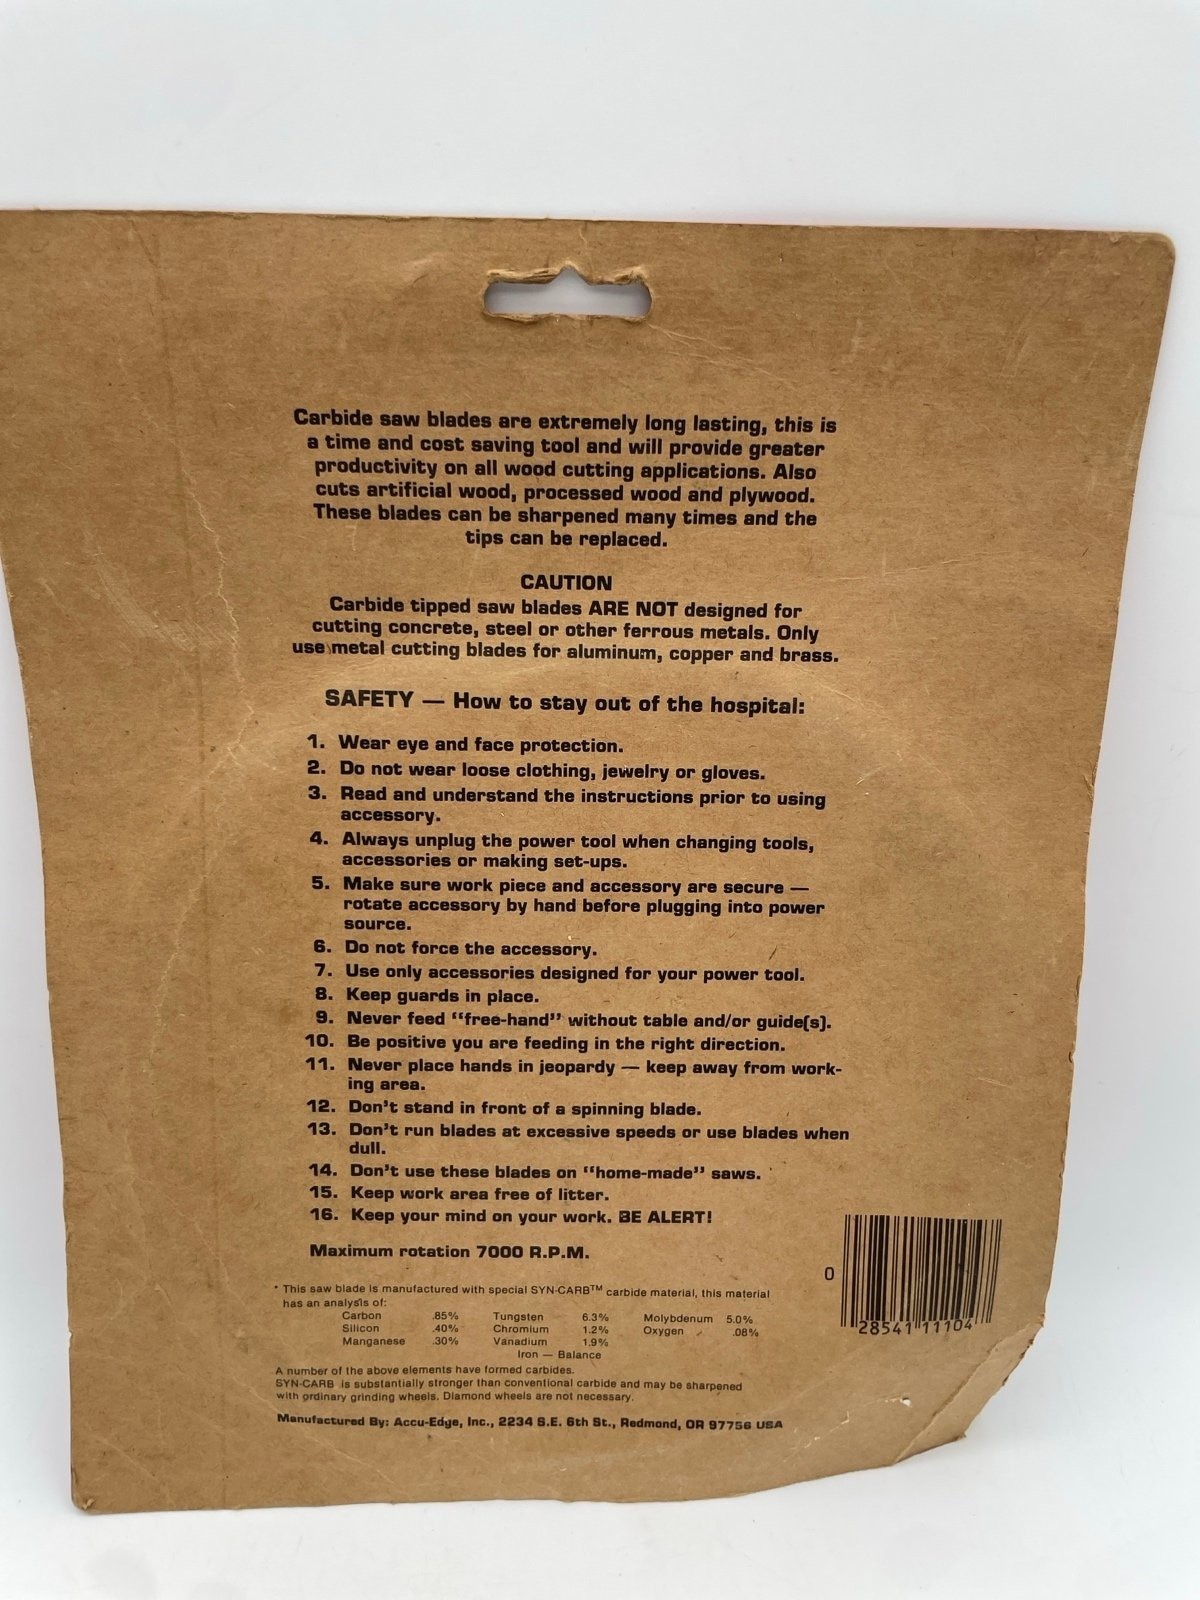 Carbide saw blades are extremely long lasting, this is
a time and cost saving tool and will provide greater
productivity on all wood cutting applications. Also
cuts artificial wood, processed wood and plywood.
These blades can be sharpened many times and the
tips can be replaced.
CAUTION
Carbide tipped saw blades ARE NOT designed for
cutting concrete, steel or other ferrous metals. Only
use metal cutting blades for aluminum, copper and brass.
SAFETY — How to stay out of the hospital:
1. Wear eye and face protection.
2. Do not wear loose clothing, jewelry or gloves.
3. Read and understand the instructions prior to using
accessory.
4. Always unplug the power tool when changing tools,
accessories or making set-ups.
5. Make sure work piece and accessory are secure —
rotate accessory by hand before plugging into power
source.
6. Do not force the accessory.
7. Use only accessories designed for your power tool.
8. Keep guards in place.
9. Never feed "free-hand" without table and/or guide(s).
10. Be positive you are feeding in the right direction.
11. Never place hands in jeopardy — keep away from work-
ing area.
12. Don't stand in front of a spinning blade.
13. Don't run blades at excessive speeds or use blades when
dull.
14. Don't use these blades on "home-made" saws.
15. Keep work area free of litter.
16. Keep your mind on your work. BE ALERT!
Maximum rotation 7000 R.P.M.
* This saw blade is manufactured with special SYN-CARB™ carbide material, this material
has an analysis of:
Carbon .85% Tungsten 6.3% Molybdenum 5.0%
Silicon .40% Chromium 1.2% Oxygen .08%
Manganese .30% Vanadium 1.9%
Iron — Balance
A number of the above elements have formed carbides.
SYN-CARB is substantially stronger than conventional carbide and may be sharpened
with ordinary grinding wheels. Diamond wheels are not necessary.
Manufactured By: Accu-Edge, Inc., 2234 S.E. 6th St., Redmond, OR 97756 USA
0 28541 11104